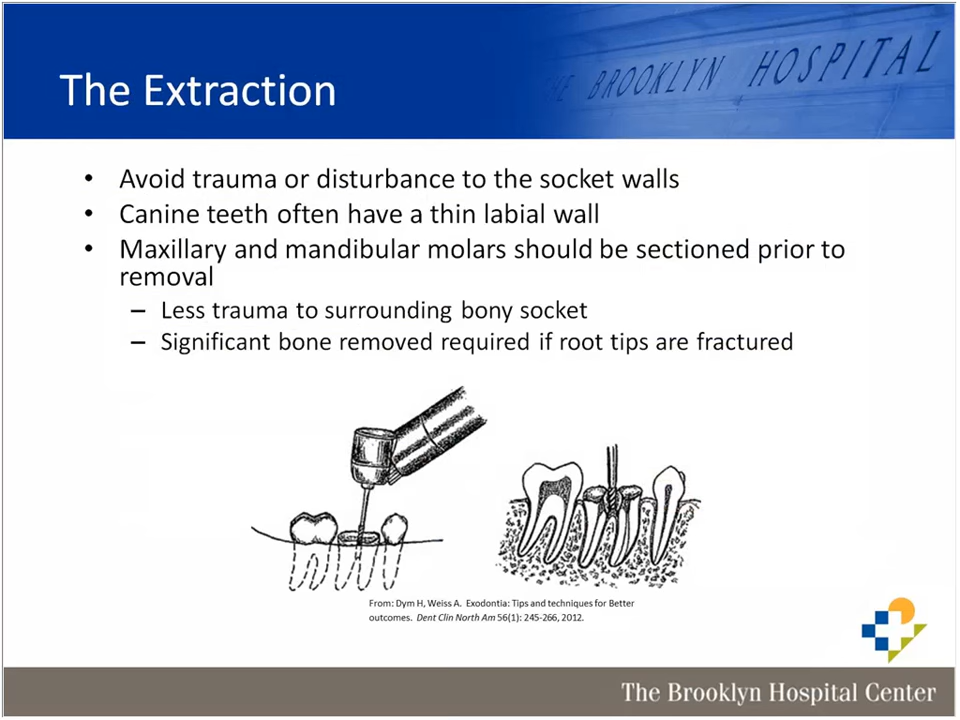 THE BROOKLYN HOSPITAL
The Extraction
• Avoid trauma or disturbance to the socket walls
• Canine teeth often have a thin labial wall
• Maxillary and mandibular molars should be sectioned prior to
removal
– Less trauma to surrounding bony socket
– Significant bone removed required if root tips are fractured
From: Dym H, Weiss A. Exodontia: Tips and techniques for Better
outcomes. Dent Clin North Am 56(1): 245-266, 2012.
The Brooklyn Hospital Center